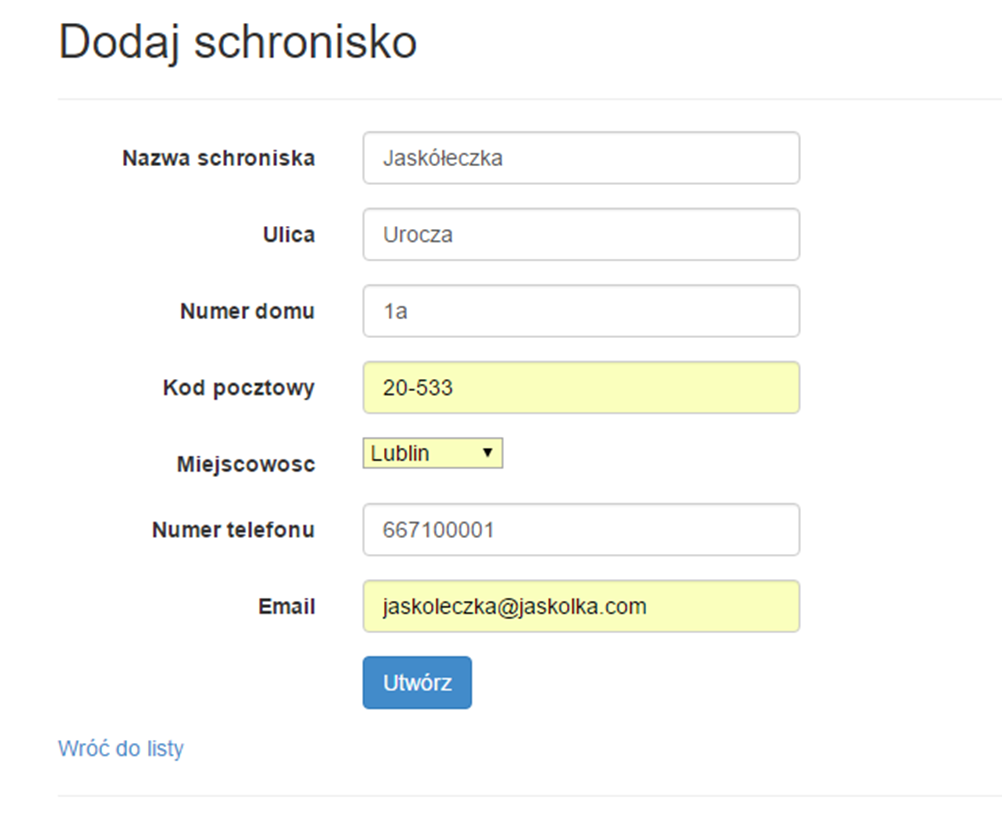 Dodaj schronisko
Nazwa schroniska Jaskółeczka
Ulica Urocza
Numer domu 1a
Kod pocztowy 20-533
Miejscowosc Lublin
Numer telefonu 667100001
Email jaskoleczka@jaskolka.com
Utwórz
Wróć do listy